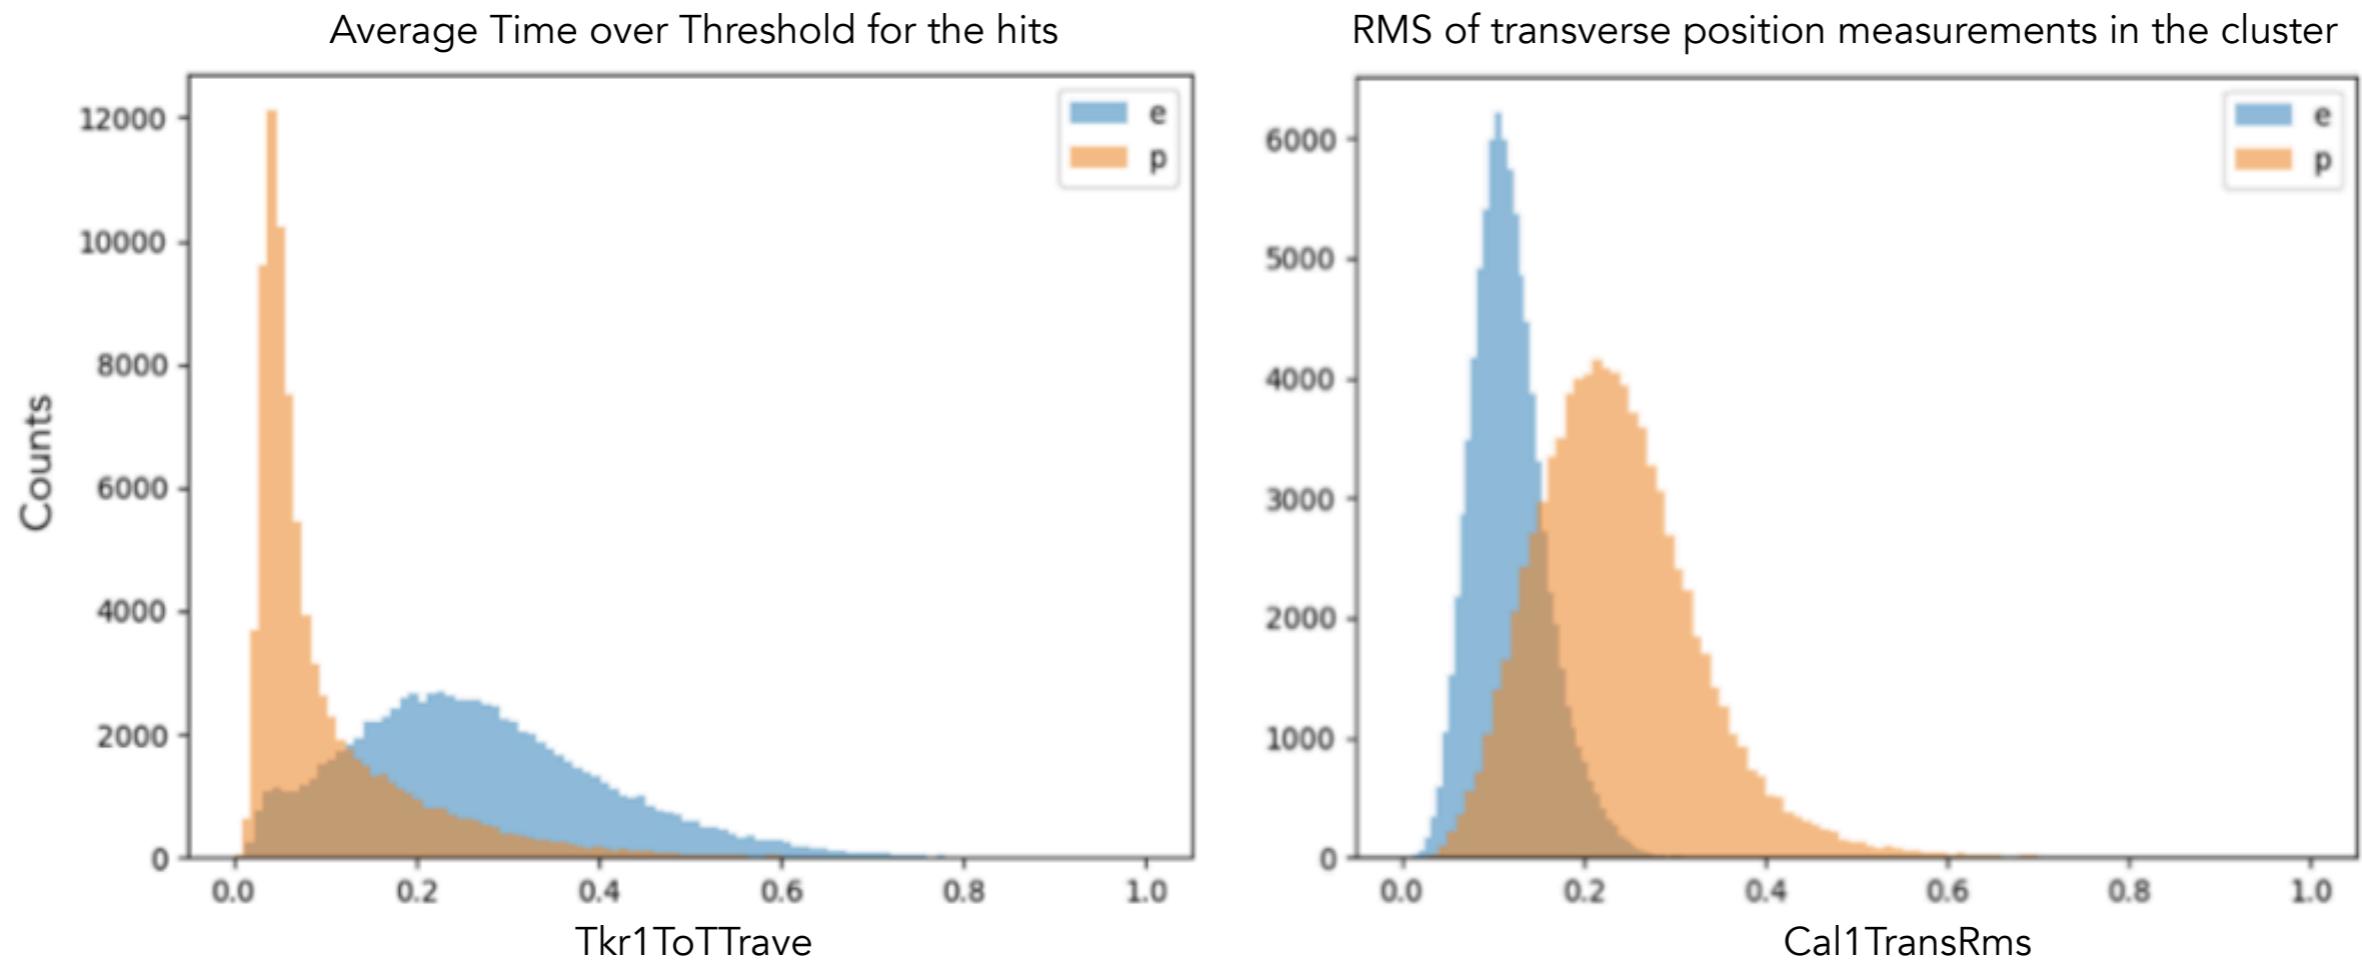 Average Time over Threshold for the hits
12000
10000
8000
6000
4000
2000
0
Counts
e
p
0.0 0.2 0.4 0.6 0.8 1.0
Tkr1ToTTrave
RMS of transverse position measurements in the cluster
6000
5000
4000
3000
2000
1000
0
e
p
0.0 0.2 0.4 0.6 0.8 1.0
Cal1TransRms